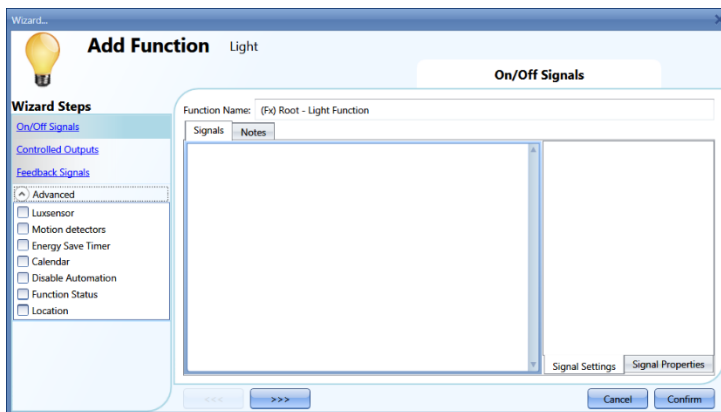 Wizard...
Add Function Light
On/Off Signals
Wizard Steps
On/Off Signals
Controlled Outputs
Feedback Signals
Advanced
Luxsensor
Motion detectors
Energy Save Timer
Calendar
Disable Automation
Function Status
Location
Function Name: (Fx) Root - Light Function
Signals Notes
Signal Settings Signal Properties
<<< >>> Cancel Confirm